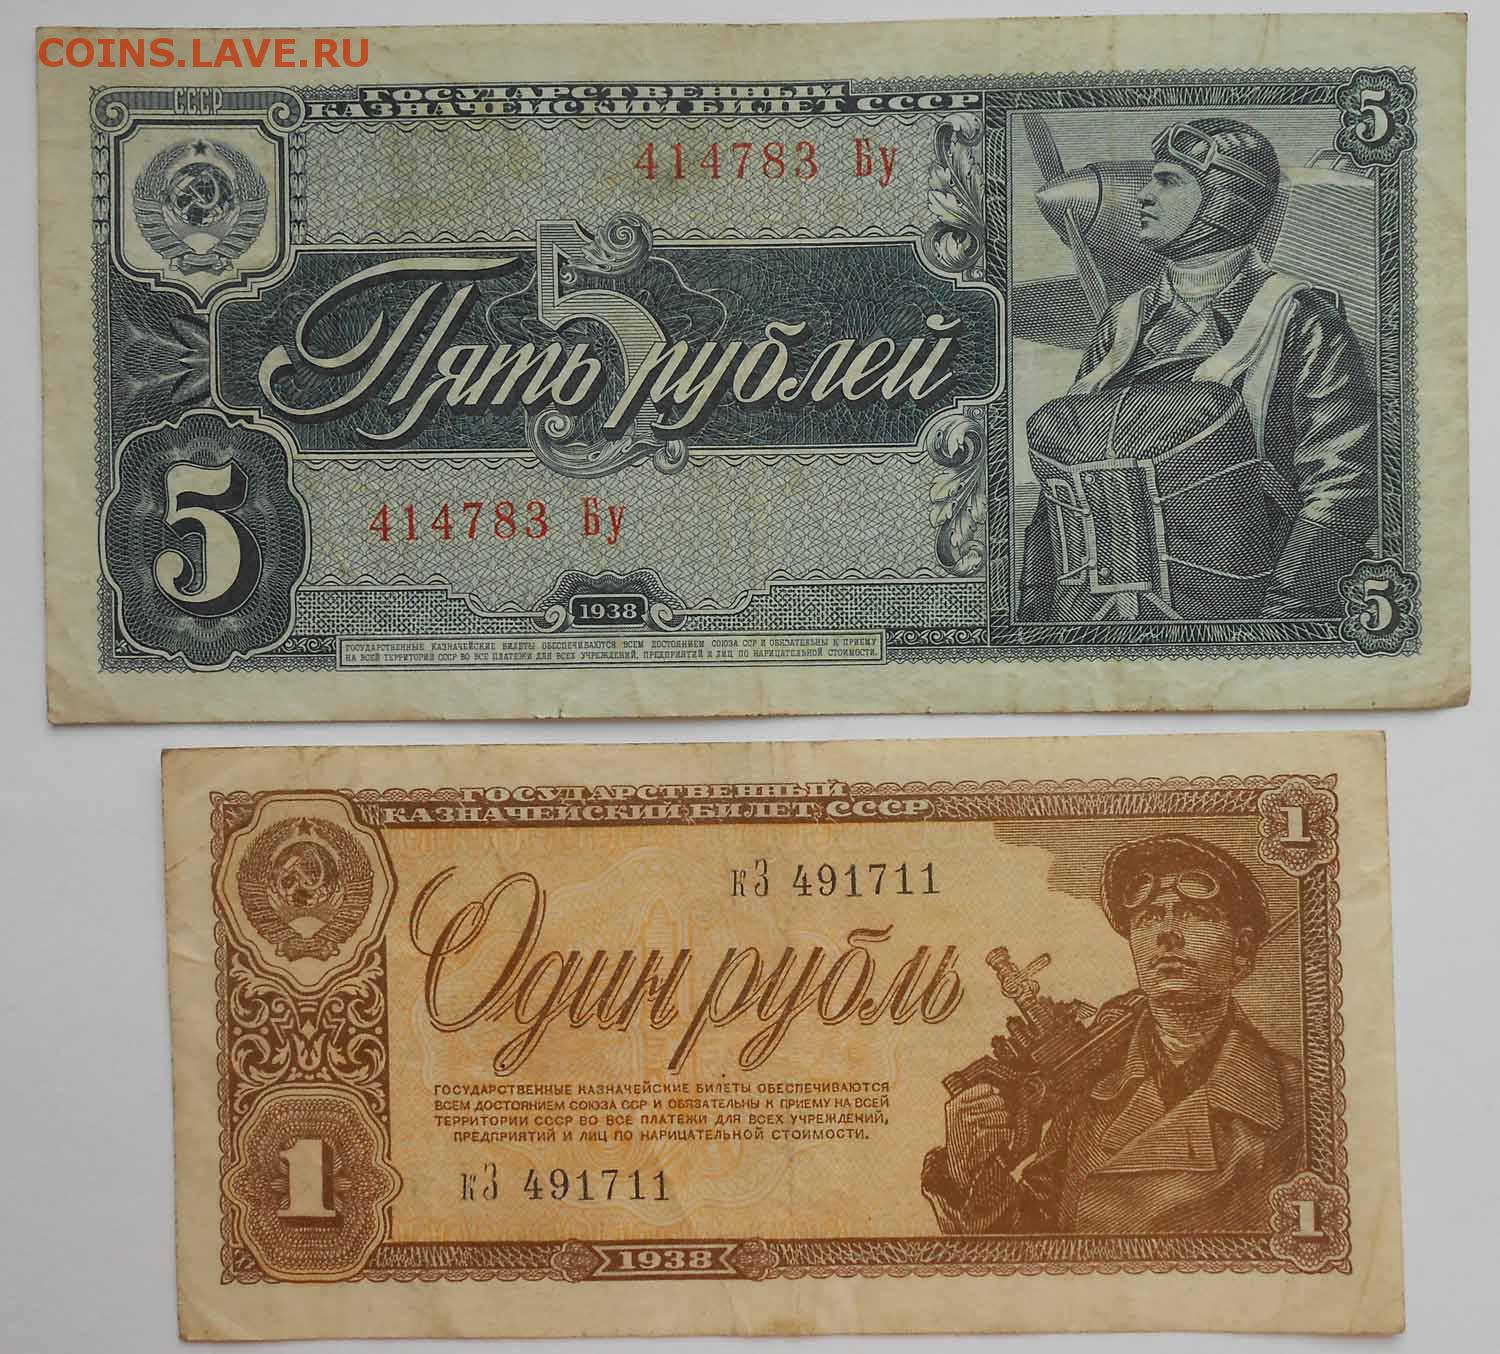 COINS.LAVE.RU
СССР
ГОСУДАРСТВЕННЫЙ
КАЗНАЧЕЙСКИЙ БИЛЕТ СССР
5
414783 Бу
5
Пять рублей
5
414783 Бу
1938
5
ГОСУДАРСТВЕННЫЕ КАЗНАЧЕЙСКИЕ БИЛЕТЫ ОБЕСПЕЧИВАЮТСЯ ВСЕМ ДОСТОЯНИЕМ СОЮЗА ССР И ОБЯЗАТЕЛЬНЫ К ПРИЕМУ
НА ВСЕЙ ТЕРРИТОРИИ СССР ВО ВСЕ ПЛАТЕЖИ ДЛЯ ВСЕХ УЧРЕЖДЕНИЙ, ПРЕДПРИЯТИЙ И ЛИЦ ПО НАРИЦАТЕЛЬНОЙ СТОИМОСТИ.
ГОСУДАРСТВЕННЫЙ
КАЗНАЧЕЙСКИЙ БИЛЕТ СССР
1
кЗ 491711
Один рубль
ГОСУДАРСТВЕННЫЕ КАЗНАЧЕЙСКИЕ БИЛЕТЫ ОБЕСПЕЧИВАЮТСЯ
ВСЕМ ДОСТОЯНИЕМ СОЮЗА ССР И ОБЯЗАТЕЛЬНЫ К ПРИЕМУ НА ВСЕЙ
ТЕРРИТОРИИ СССР ВО ВСЕ ПЛАТЕЖИ ДЛЯ ВСЕХ УЧРЕЖДЕНИЙ,
ПРЕДПРИЯТИЙ И ЛИЦ ПО НАРИЦАТЕЛЬНОЙ СТОИМОСТИ.
1
кЗ 491711
1
1938